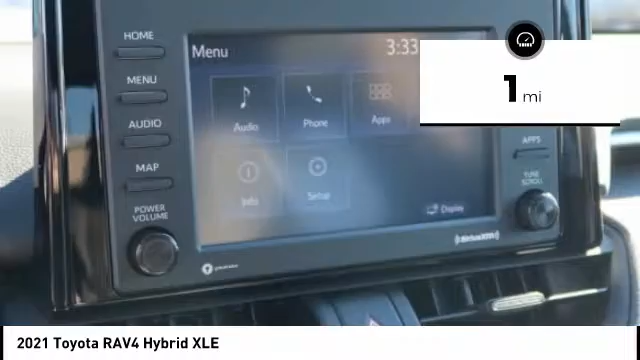 HOME
MENU
AUDIO
MAP
POWER
VOLUME
Menu
3:33
Audio
Phone
Apps
Info
Setup
Display
((SiriusXM))
APPS
TUNE
SCROLL
1 mi
2021 Toyota RAV4 Hybrid XLE